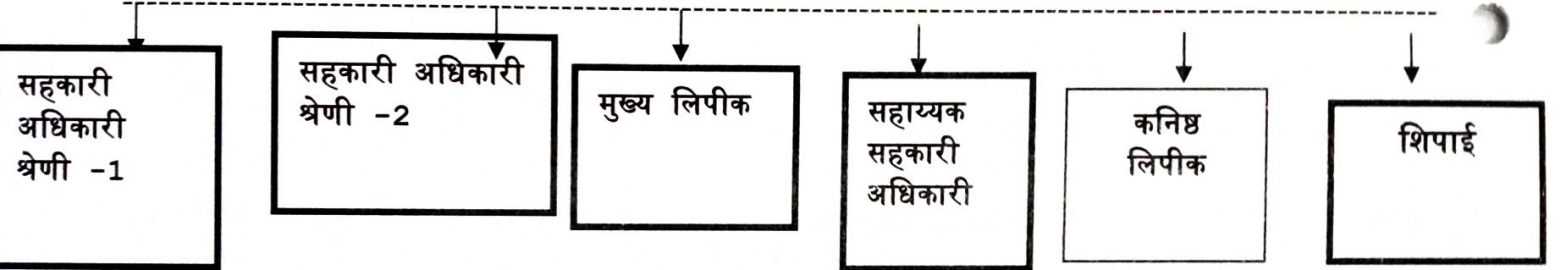 सहकारी
अधिकारी
श्रेणी -1
सहकारी अधिकारी
श्रेणी -2
मुख्य लिपीक
सहाय्यक
सहकारी
अधिकारी
कनिष्ठ
लिपीक
शिपाई